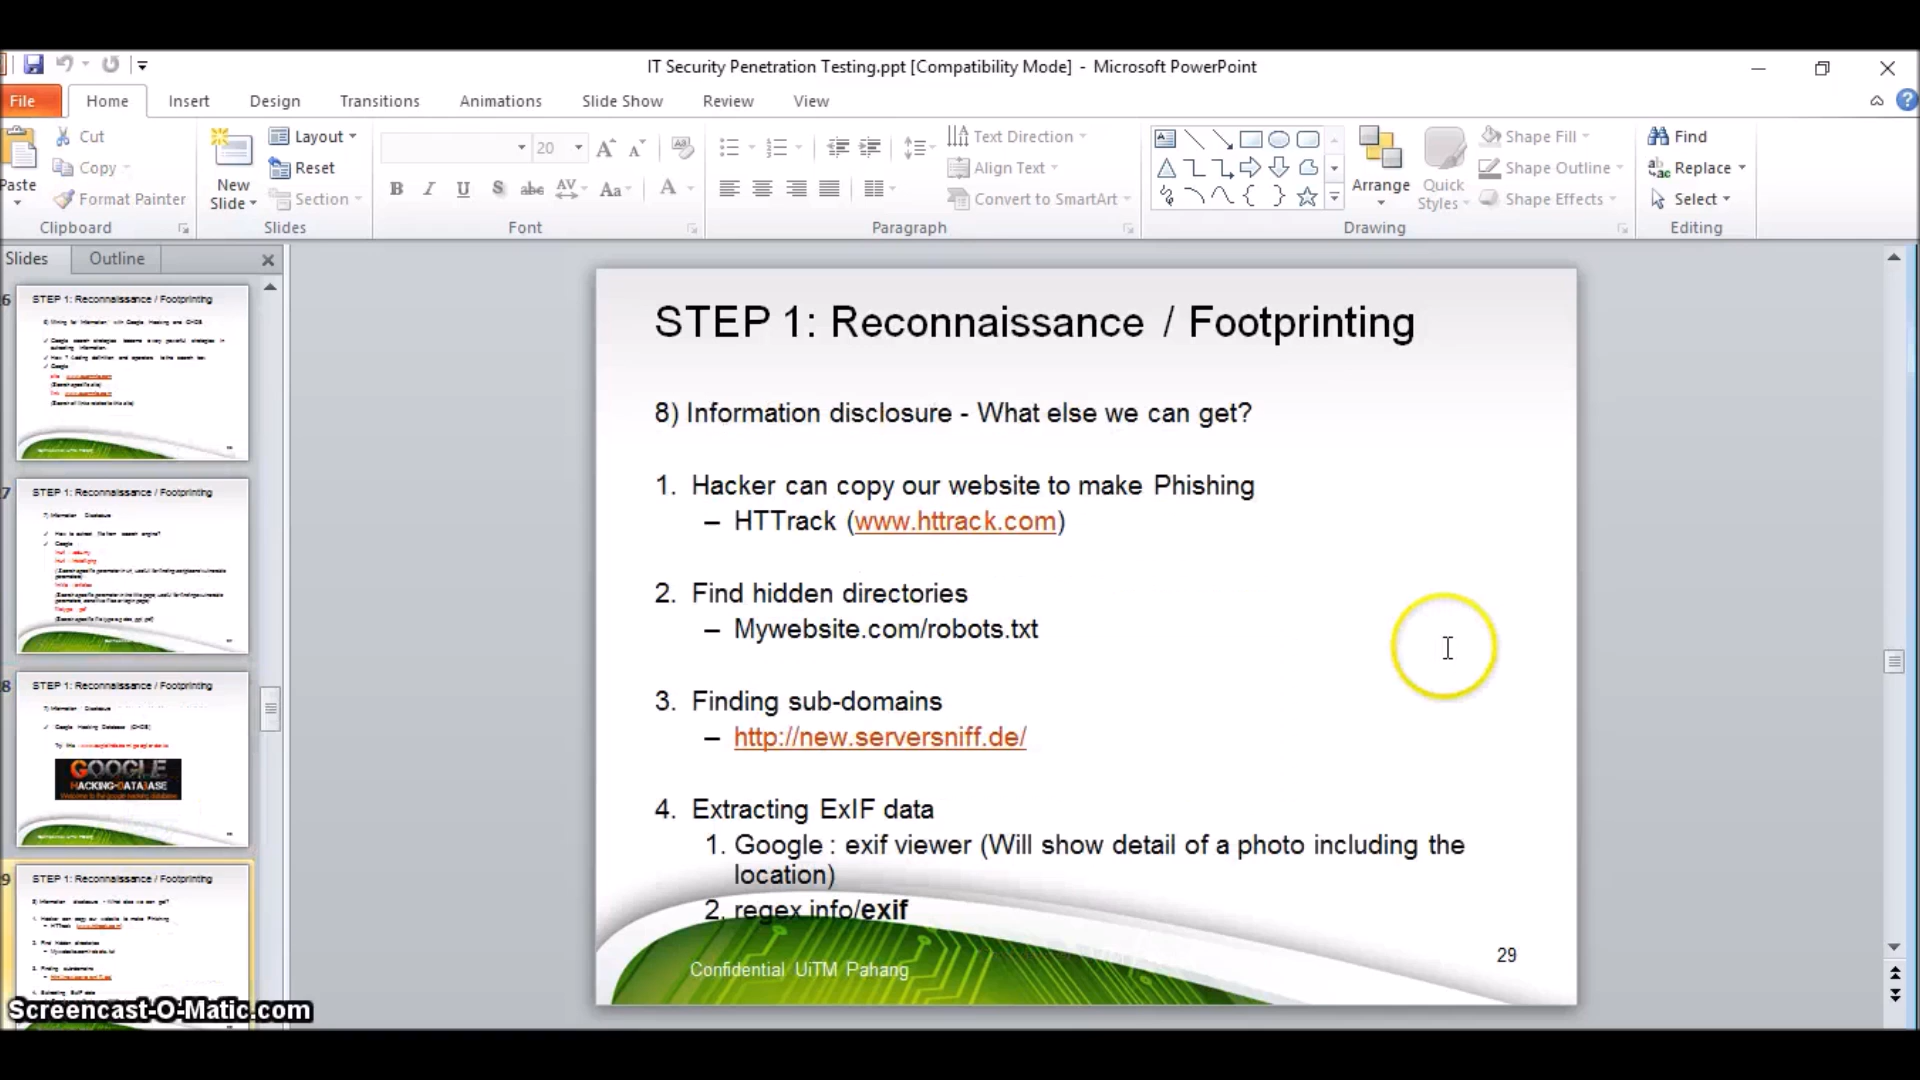 IT Security Penetration Testing.ppt [Compatibility Mode] - Microsoft PowerPoint
File Home Insert Design Transitions Animations Slide Show Review View
Paste
Cut
Copy
Format Painter
Clipboard
New Slide
Layout
Reset
Section
Slides
20
Font
Text Direction
Align Text
Convert to SmartArt
Paragraph
Arrange
Quick Styles
Shape Fill
Shape Outline
Shape Effects
Drawing
Find
Replace
Select
Editing
Slides Outline
STEP 1: Reconnaissance / Footprinting
STEP 1: Reconnaissance / Footprinting
STEP 1: Reconnaissance / Footprinting
GOOGLE
HACKING-DATABASE
STEP 1: Reconnaissance / Footprinting
STEP 1: Reconnaissance / Footprinting
8) Information disclosure - What else we can get?
1. Hacker can copy our website to make Phishing
– HTTrack (www.httrack.com)
2. Find hidden directories
– Mywebsite.com/robots.txt
3. Finding sub-domains
– http://new.serversniff.de/
4. Extracting ExIF data
1. Google : exif viewer (Will show detail of a photo including the
location)
2. regex.info/exif
29
Confidential UiTM Pahang
Screencast-O-Matic.com